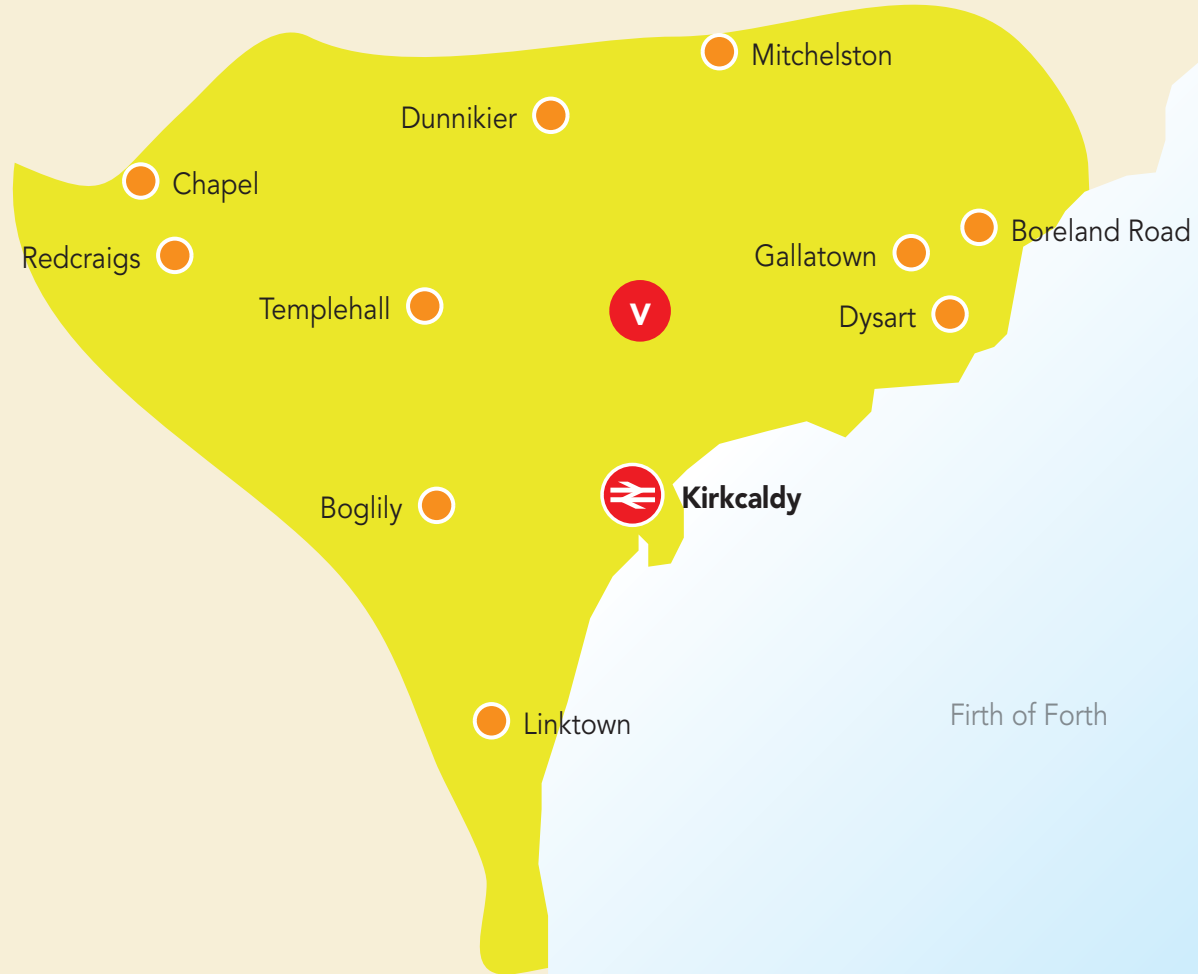 Mitchelston
Dunnikier
Chapel
Boreland Road
Gallatown
Redcraigs
Templehall
V
Dysart
Kirkcaldy
Boglily
Firth of Forth
Linktown